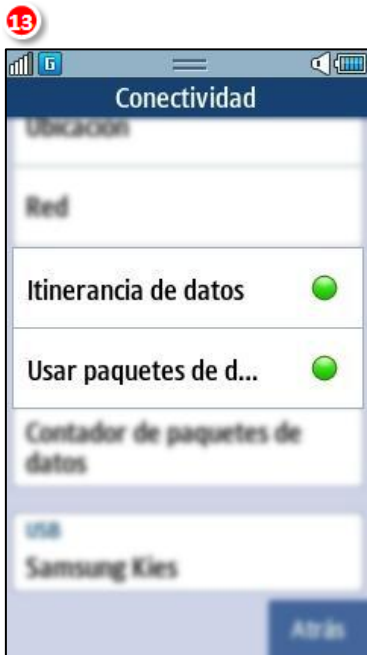 13
G
Conectividad
Ubicación
Red
Itinerancia de datos
Usar paquetes de d...
Contador de paquetes de
datos
USB
Samsung Kies
Atrás